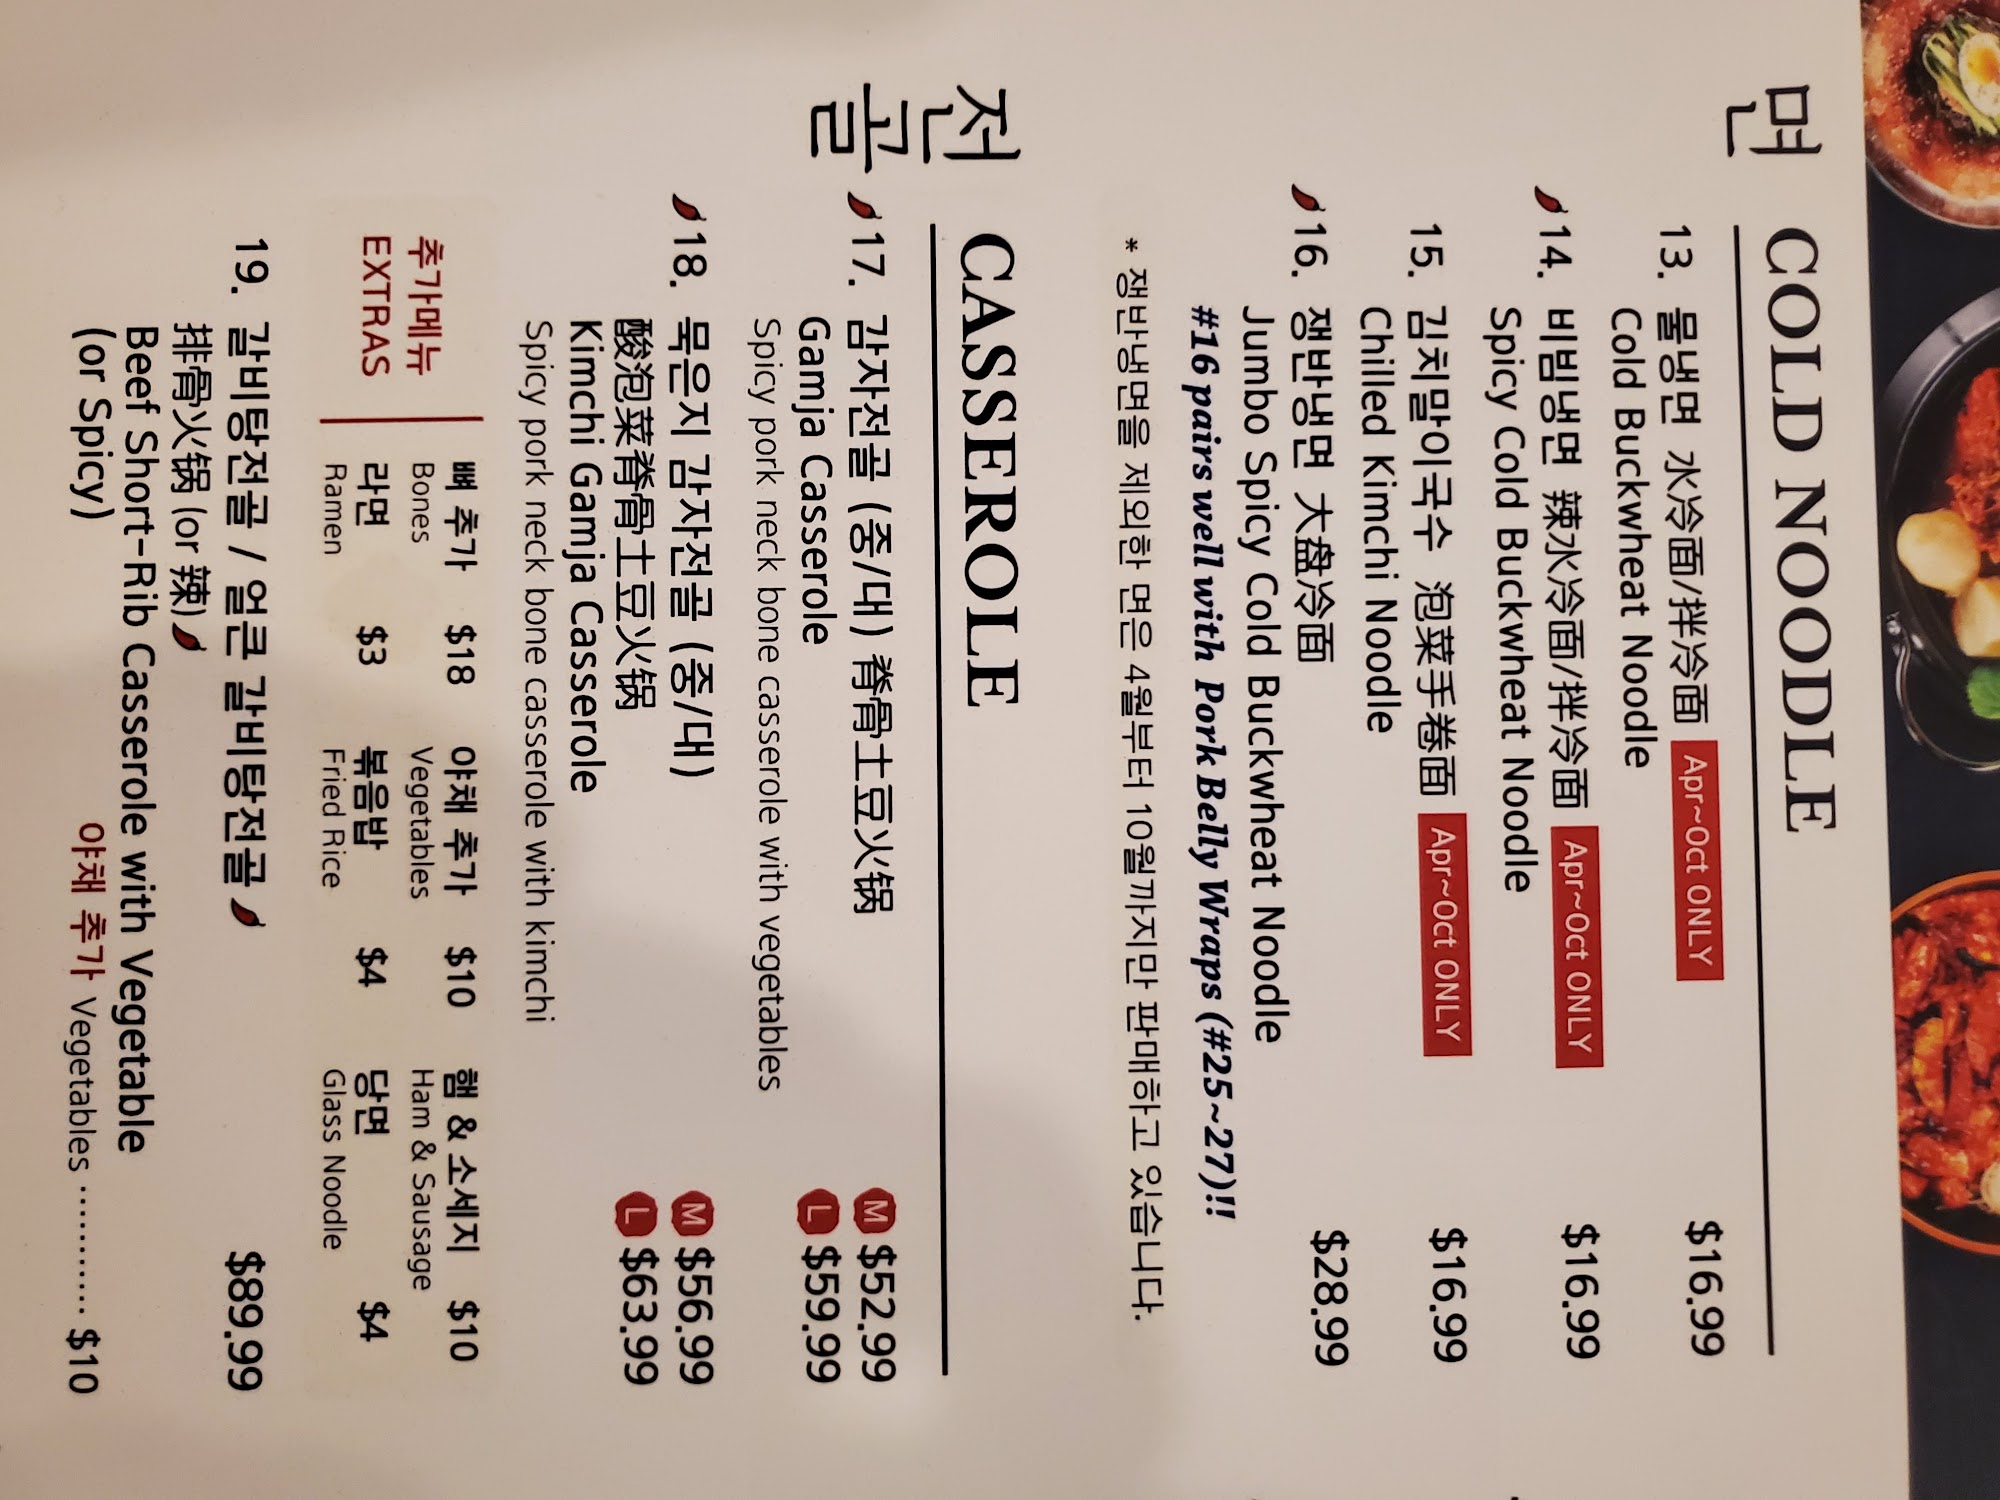 면 COLD NOODLE
13. 물냉면 水冷面/拌冷面 Apr~Oct ONLY $16.99
Cold Buckwheat Noodle
14. 비빔냉면 辣水冷面/拌冷面 Apr~Oct ONLY $16.99
Spicy Cold Buckwheat Noodle
15. 김치말이국수 泡菜手卷面 Apr~Oct ONLY $16.99
Chilled Kimchi Noodle
16. 쟁반냉면 大盘冷面 $28.99
Jumbo Spicy Cold Buckwheat Noodle
#16 pairs well with Pork Belly Wraps (#25~27)!!
* 쟁반냉면을 제외한 면은 4월부터 10월까지만 판매하고 있습니다.
전골 CASSEROLE
17. 감자전골 (중/대) 脊骨土豆火锅 M $52.99
Gamja Casserole L $59.99
Spicy pork neck bone casserole with vegetables
18. 묵은지 감자전골 (중/대) M $56.99
酸泡菜脊骨土豆火锅 L $63.99
Kimchi Gamja Casserole
Spicy pork neck bone casserole with kimchi
추가메뉴
EXTRAS
뼈 추가 $18 야채 추가 $10 햄 & 소세지 $10
Bones Vegetables Ham & Sausage
라면 $3 볶음밥 $4 당면 $4
Ramen Fried Rice Glass Noodle
19. 갈비탕전골 / 얼큰 갈비탕전골 $89.99
排骨火锅 (or 辣)
Beef Short-Rib Casserole with Vegetable
(or Spicy)
야채 추가 Vegetables .......... $10